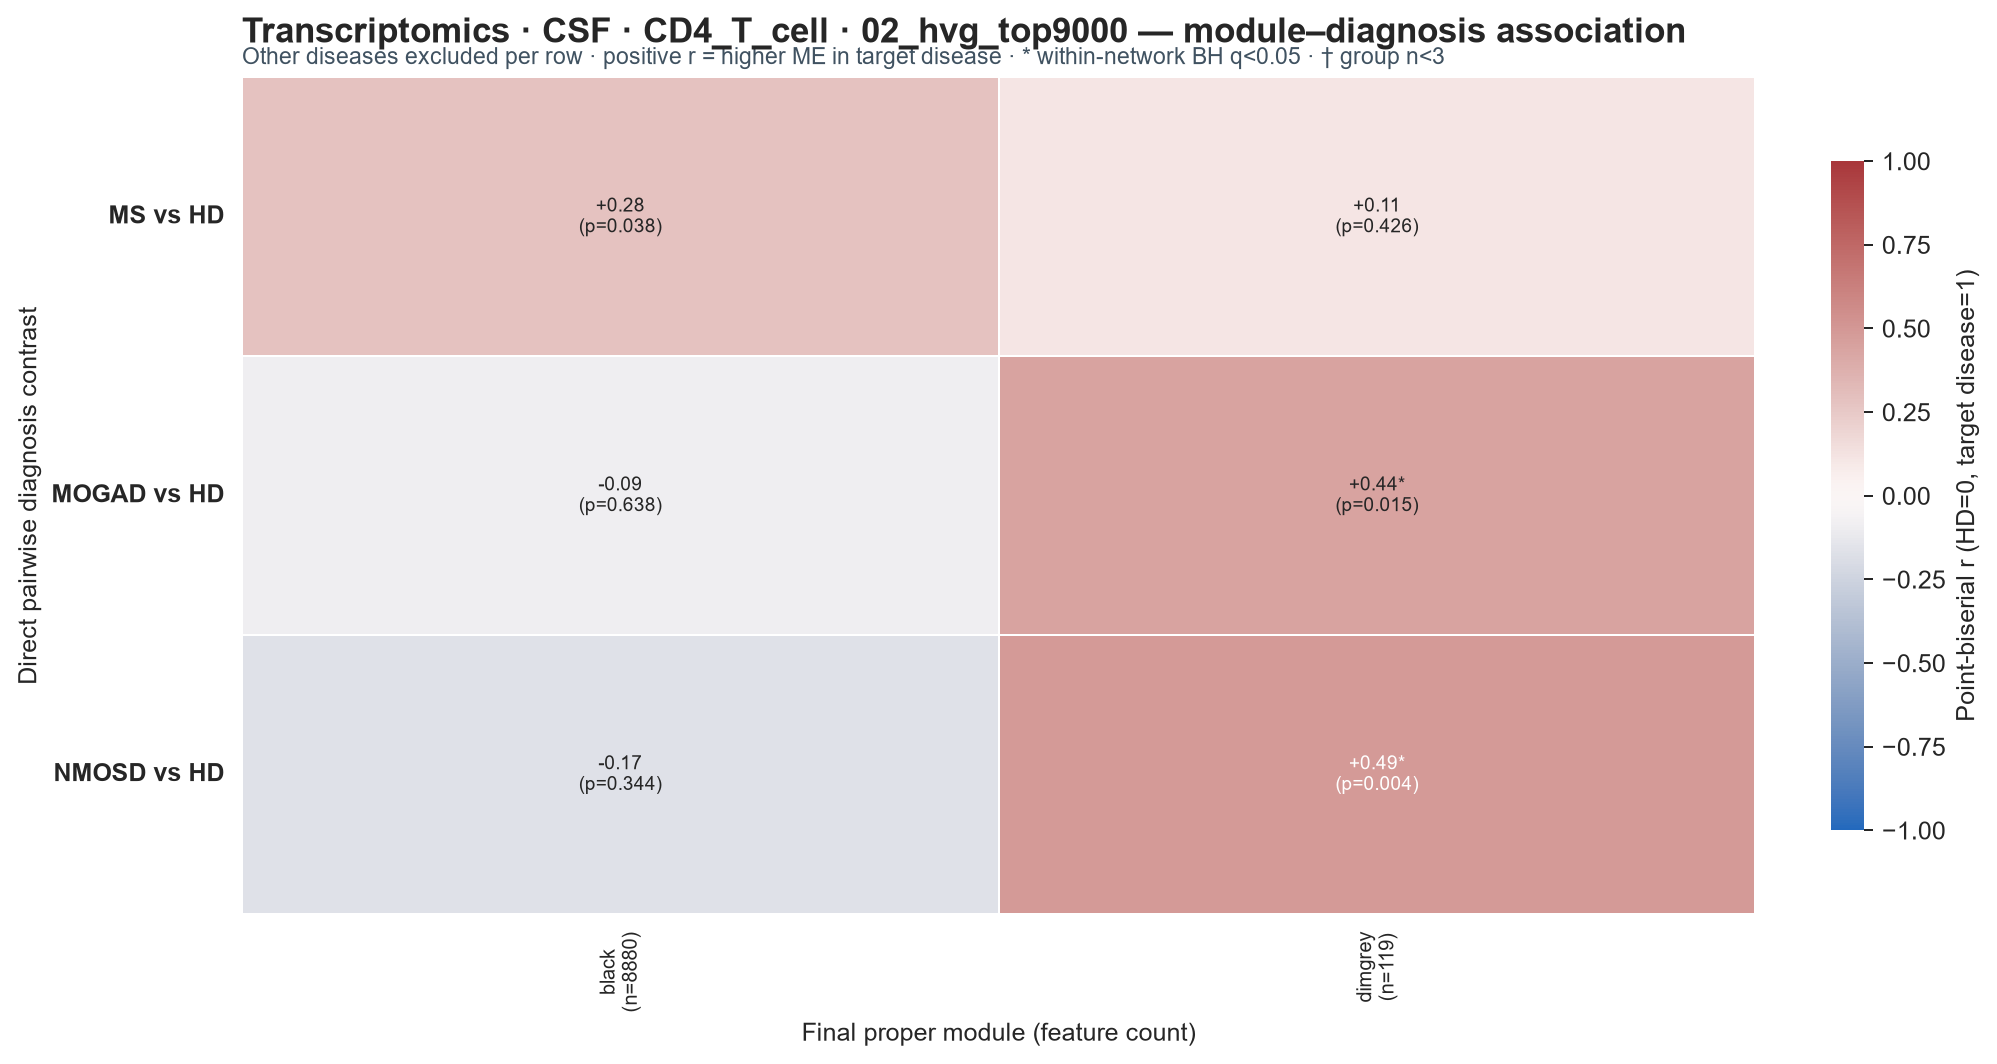 Transcriptomics · CSF · CD4_T_cell · 02_hvg_top9000 — module–diagnosis association
Other diseases excluded per row · positive r = higher ME in target disease · * within-network BH q<0.05 · † group n<3
Direct pairwise diagnosis contrast
MS vs HD
+0.28
(p=0.038)
+0.11
(p=0.426)
MOGAD vs HD
-0.09
(p=0.638)
+0.44*
(p=0.015)
NMOSD vs HD
-0.17
(p=0.344)
+0.49*
(p=0.004)
black
(n=8880)
dimgrey
(n=119)
Final proper module (feature count)
1.00
0.75
0.50
0.25
0.00
−0.25
−0.50
−0.75
−1.00
Point-biserial r (HD=0, target disease=1)